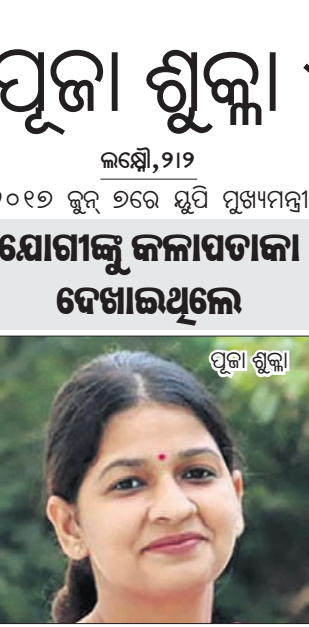 ପୂଜା ଶୁକ୍ଳା
ଲକ୍ଷ୍ନୌ,୨।୨
୨୦୧୭ ଜୁନ୍ ୭ରେ ୟୁପି ମୁଖ୍ୟମନ୍ତ୍ରୀ
ଯୋଗୀଙ୍କୁ କଳାପତାକା
ଦେଖାଇଥିଲେ
ପୂଜା ଶୁକ୍ଳା